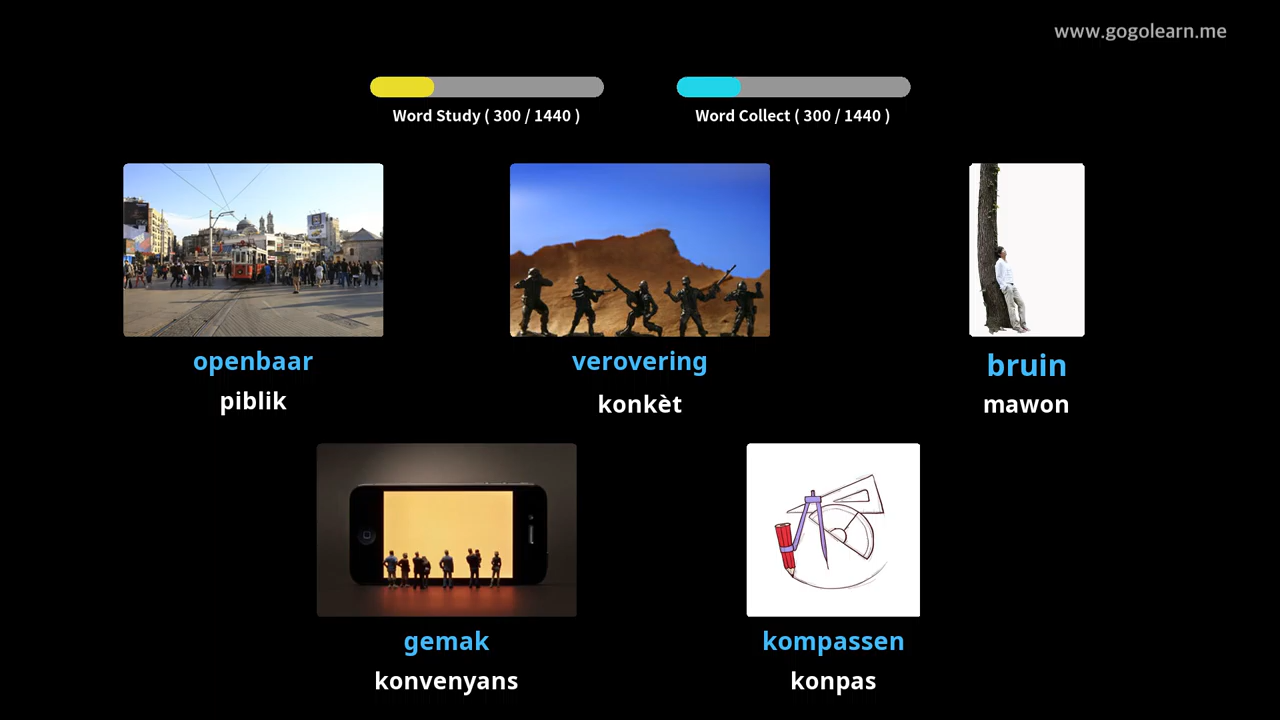 www.gogolearn.me
Word Study ( 300 / 1440 )
Word Collect ( 300 / 1440 )
openbaar
piblik
verovering
konkèt
bruin
mawon
gemak
konvenyans
kompassen
konpas